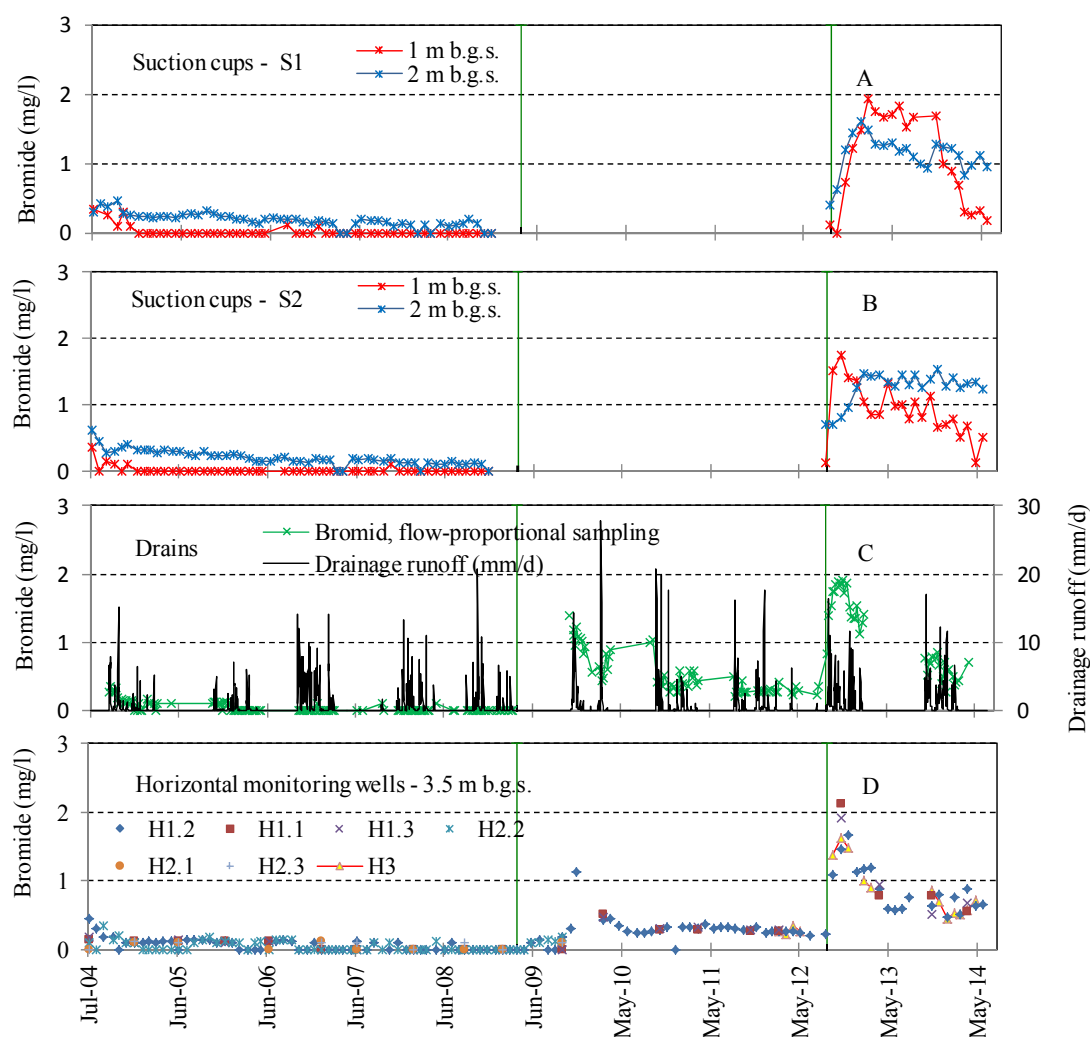 3
2
1
0
Bromide (mg/l)
Suction cups - S1
1 m b.g.s.
2 m b.g.s.
A
3
2
1
0
Bromide (mg/l)
Suction cups - S2
1 m b.g.s.
2 m b.g.s.
B
3
2
1
0
Bromide (mg/l)
Drains
Bromid, flow-proportional sampling
Drainage runoff (mm/d)
C
30
20
10
0
Drainage runoff (mm/d)
3
2
1
0
Bromide (mg/l)
Horizontal monitoring wells - 3.5 m b.g.s.
H1.2 H1.1 H1.3 H2.2
H2.1 H2.3 H3
D
Jul-04 Jun-05 Jun-06 Jun-07 Jun-08 Jun-09 May-10 May-11 May-12 May-13 May-14